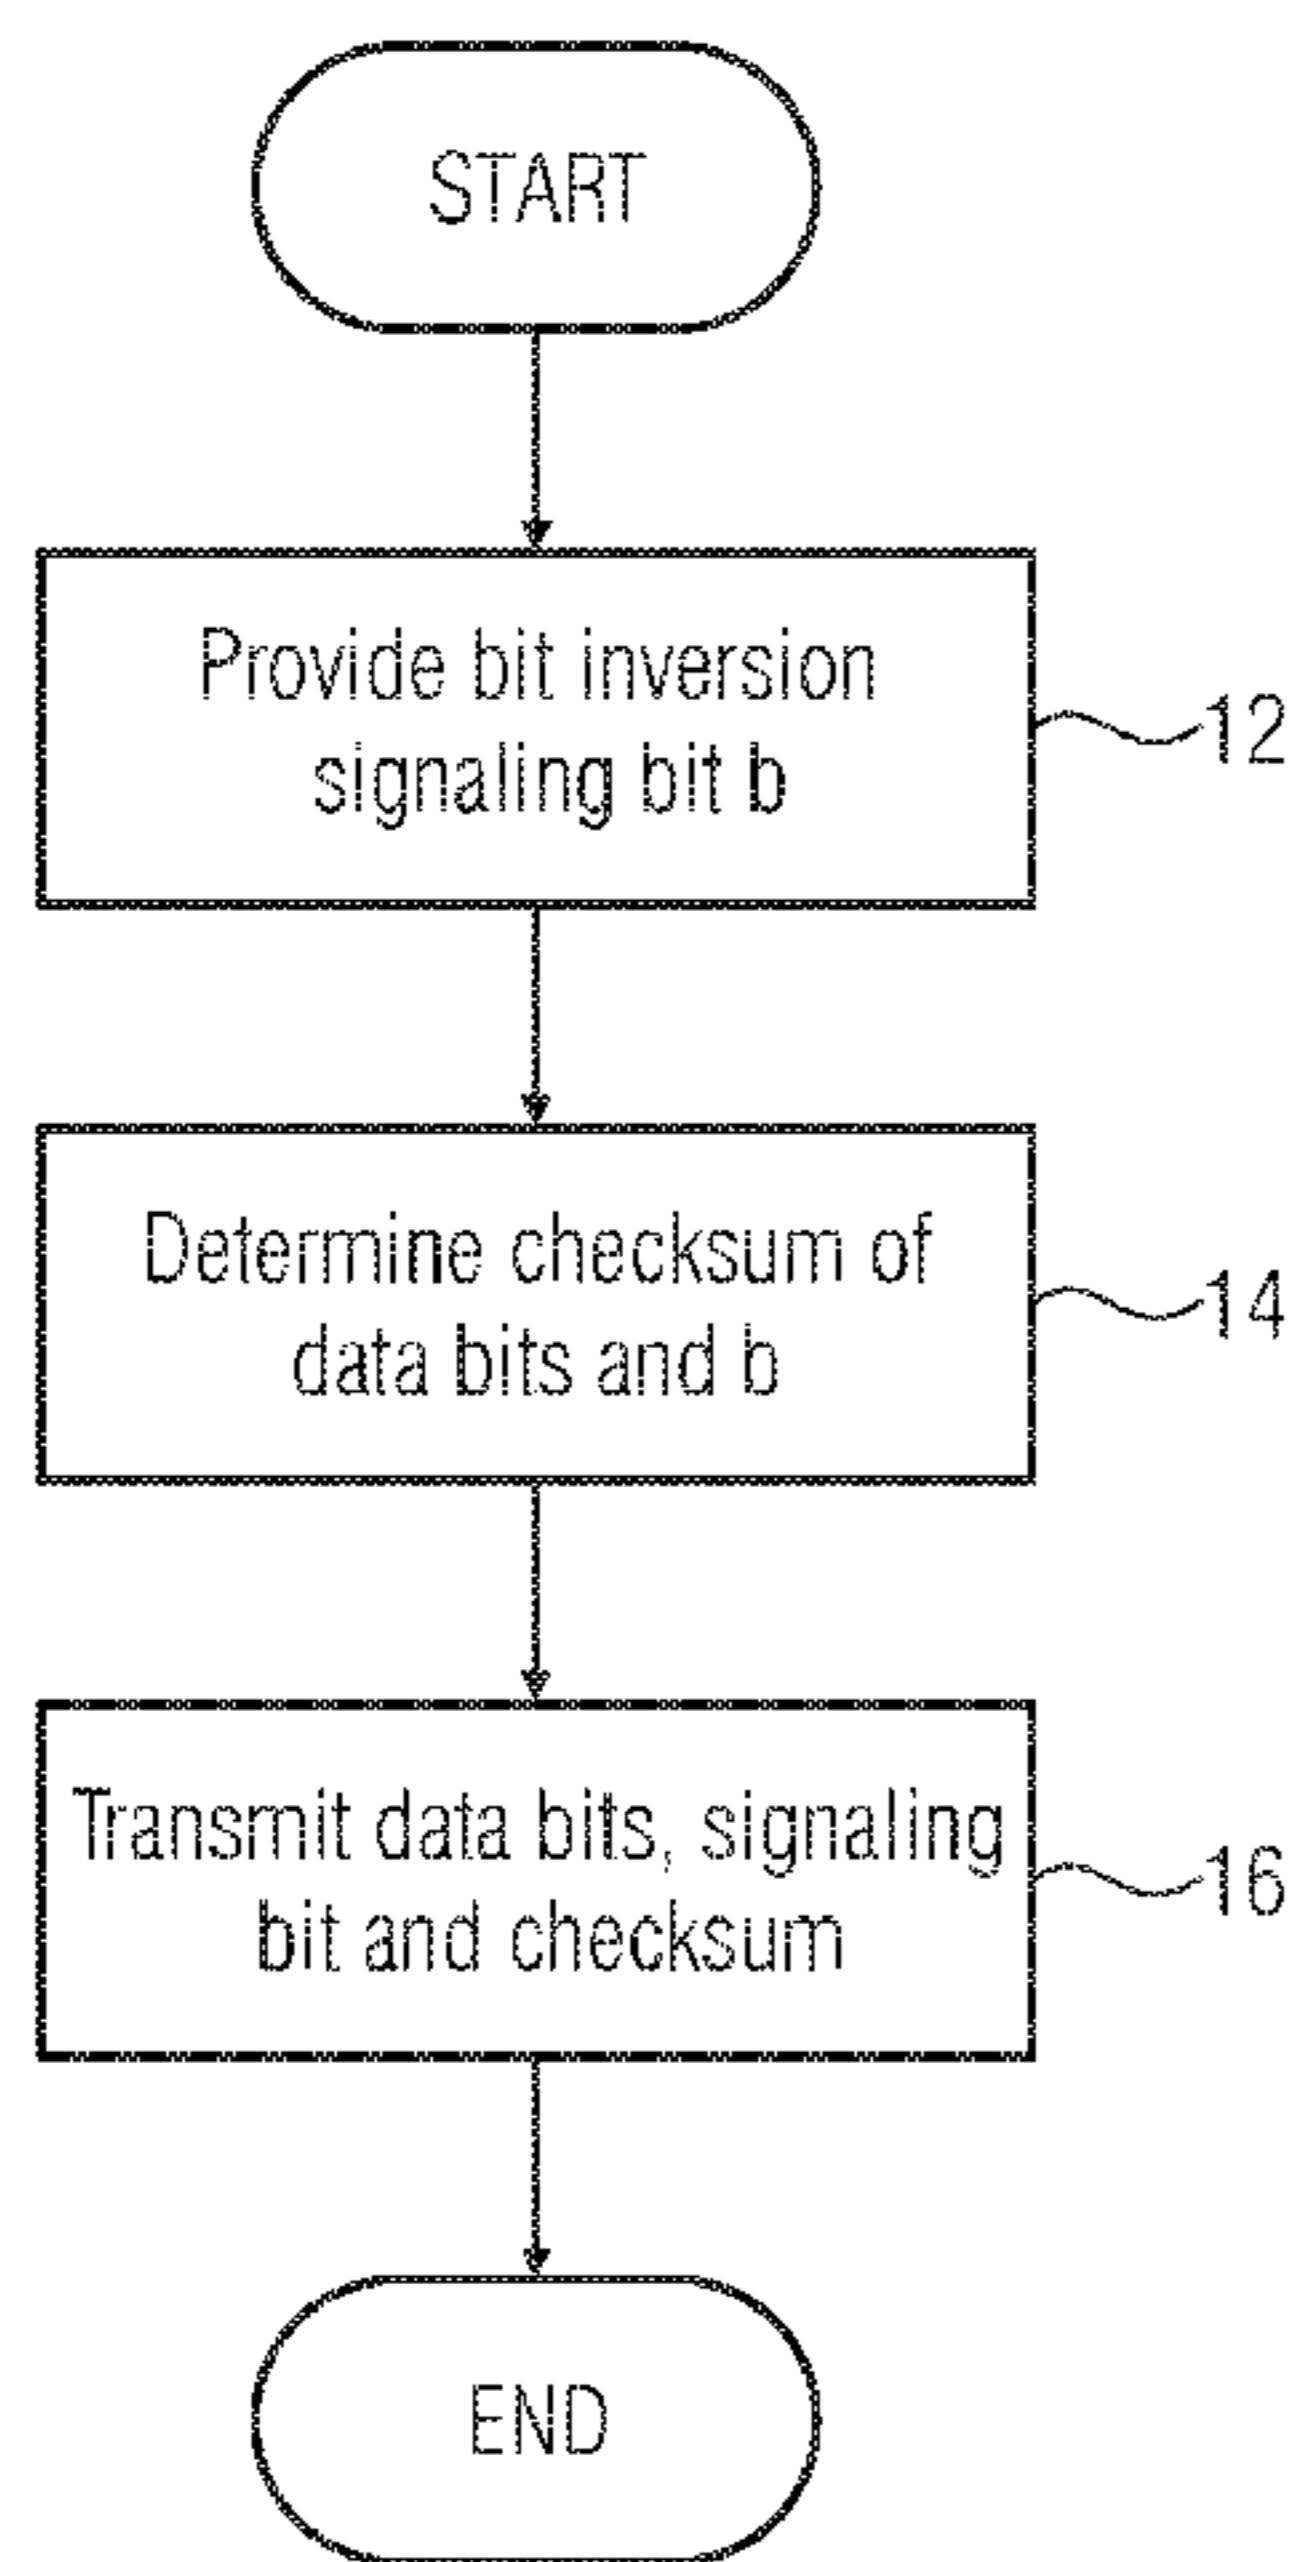 START
Provide bit inversion
signaling bit b
12
Determine checksum of
data bits and b
14
Transmit data bits, signaling
bit and checksum
16
END